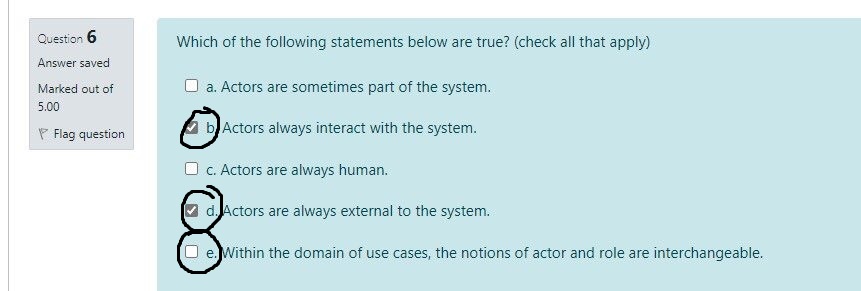 Question 6
Answer saved
Marked out of
5.00
Flag question
Which of the following statements below are true? (check all that apply)
a. Actors are sometimes part of the system.
b. Actors always interact with the system.
c. Actors are always human.
d. Actors are always external to the system.
e. Within the domain of use cases, the notions of actor and role are interchangeable.